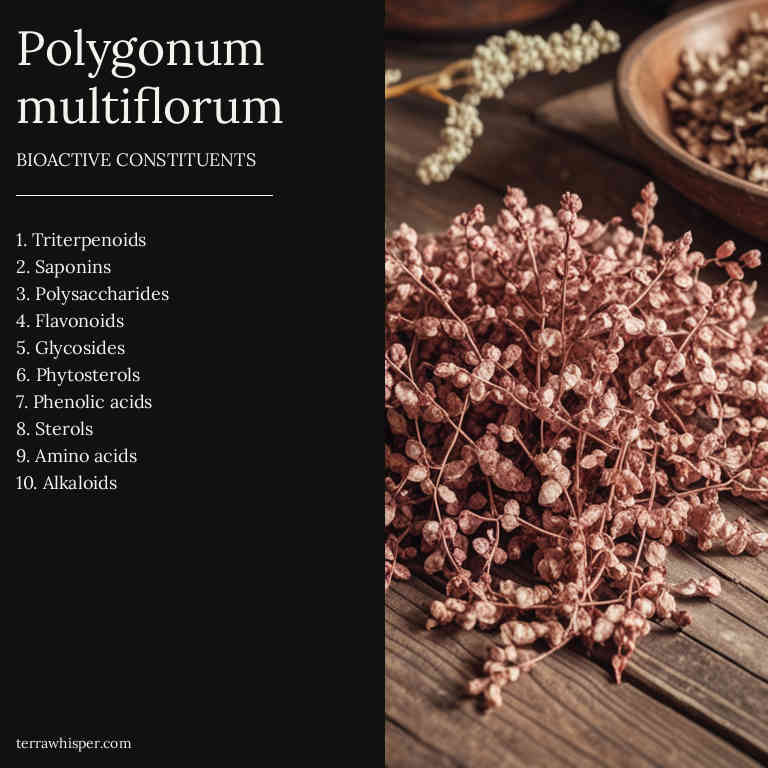 Polygonum
multiflorum
BIOACTIVE CONSTITUENTS
1. Triterpenoids
2. Saponins
3. Polysaccharides
4. Flavonoids
5. Glycosides
6. Phytosterols
7. Phenolic acids
8. Sterols
9. Amino acids
10. Alkaloids
terrawhisper.com